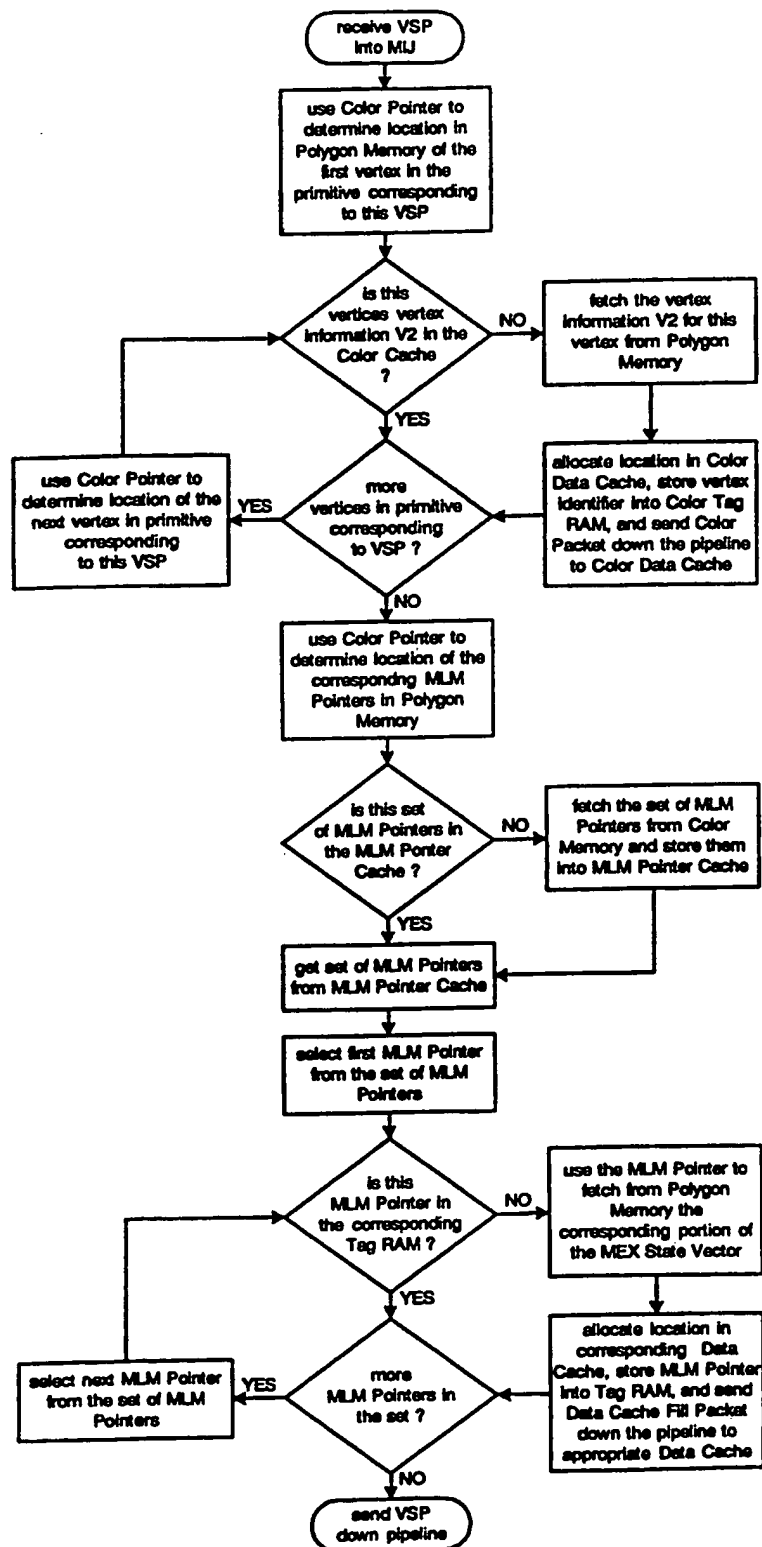 receive VSP
into MIJ
use Color Pointer to
determine location in
Polygon Memory of the
first vertex in the
primitive corresponding
to this VSP
is this
vertices vertex
information V2 in the
Color Cache
?
NO
fetch the vertex
information V2 for this
vertex from Polygon
Memory
YES
use Color Pointer to
determine location of the
next vertex in primitive
corresponding
to this VSP
YES
more
vertices in primitive
corresponding
to VSP ?
allocate location in Color
Data Cache, store vertex
identifier into Color Tag
RAM, and send Color
Packet down the pipeline
to Color Data Cache
NO
use Color Pointer to
determine location of the
correspondng MLM
Pointers in Polygon
Memory
is this set
of MLM Pointers in
the MLM Ponter
Cache ?
NO
fetch the set of MLM
Pointers from Color
Memory and store them
into MLM Pointer Cache
YES
get set of MLM Pointers
from MLM Pointer Cache
select first MLM Pointer
from the set of MLM
Pointers
is this
MLM Pointer in
the corresponding
Tag RAM ?
NO
use the MLM Pointer to
fetch from Polygon
Memory the
corresponding portion of
the MEX State Vector
YES
select next MLM Pointer
from the set of MLM
Pointers
YES
more
MLM Pointers in
the set ?
allocate location in
corresponding Data
Cache, store MLM Pointer
into Tag RAM, and send
Data Cache Fill Packet
down the pipeline to
appropriate Data Cache
NO
send VSP
down pipeline